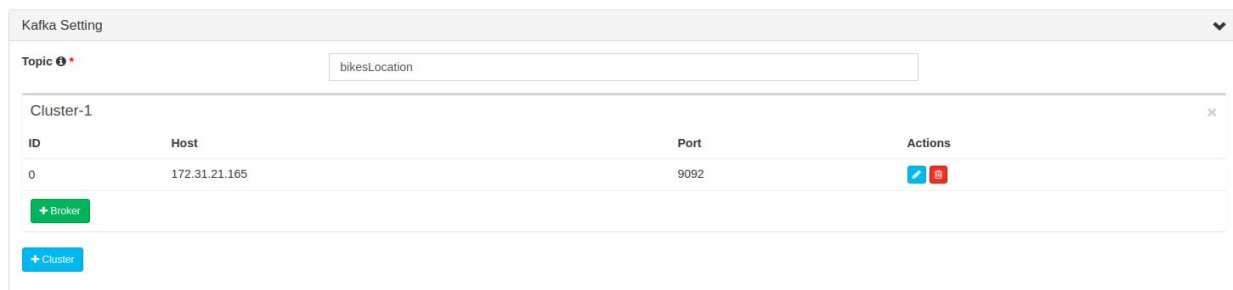 Kafka Setting
Topic *
bikesLocation
Cluster-1
×
ID Host Port Actions
0 172.31.21.165 9092
+ Broker
+ Cluster